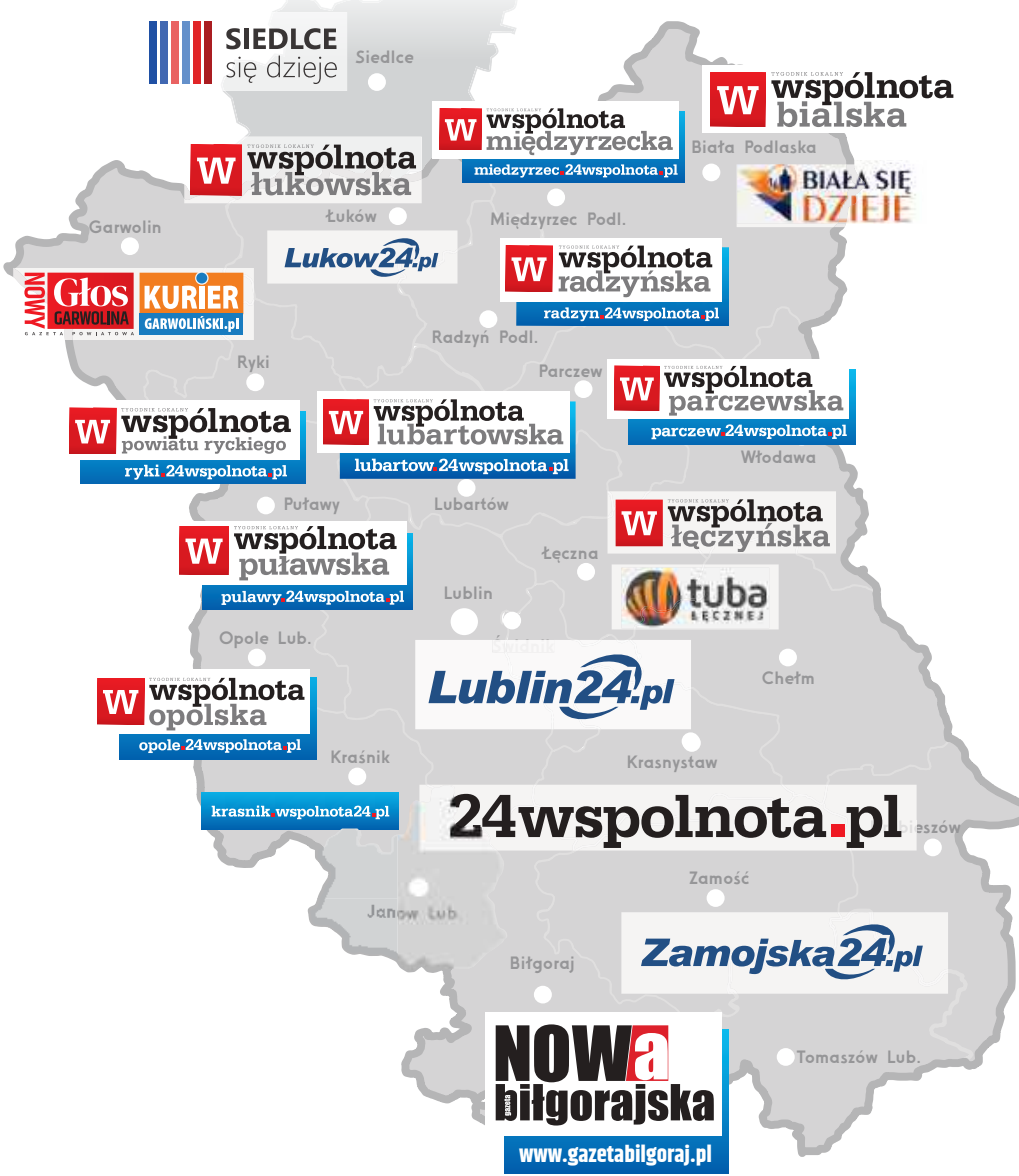 SIEDLCE
się dzieje
Siedlce
TYGODNIK LOKALNY
W wspólnota
bialska
TYGODNIK LOKALNY
W wspólnota
międzyrzecka
miedzyrzec.24wspolnota.pl
Biała Podlaska
TYGODNIK LOKALNY
W wspólnota
łukowska
BIAŁA SIĘ
DZIEJE
Łuków
Międzyrzec Podl.
Garwolin
Lukow24.pl
TYGODNIK LOKALNY
W wspólnota
radzyńska
radzyn.24wspolnota.pl
NOWY
Głos
GARWOLINA
GAZETA POWIATOWA
KURIER
GARWOLIŃSKI.pl
Radzyń Podl.
Ryki
Parczew
TYGODNIK LOKALNY
W wspólnota
parczewska
parczew.24wspolnota.pl
TYGODNIK LOKALNY
W wspólnota
powiatu ryckiego
ryki.24wspolnota.pl
TYGODNIK LOKALNY
W wspólnota
lubartowska
lubartow.24wspolnota.pl
Włodawa
Puławy
Lubartów
TYGODNIK LOKALNY
W wspólnota
łęczyńska
TYGODNIK LOKALNY
W wspólnota
puławska
pulawy.24wspolnota.pl
Łęczna
tuba
ŁĘCZNEJ
Lublin
Opole Lub.
Świdnik
Lublin24.pl
Chełm
TYGODNIK LOKALNY
W wspólnota
opolska
opole.24wspolnota.pl
Kraśnik
Krasnystaw
krasnik.wspolnota24.pl
24wspolnota.pl
bieszów
Zamość
Janow Lub.
Zamojska24.pl
Biłgoraj
NOWa
gazeta
biłgorajska
www.gazetabilgoraj.pl
Tomaszów Lub.